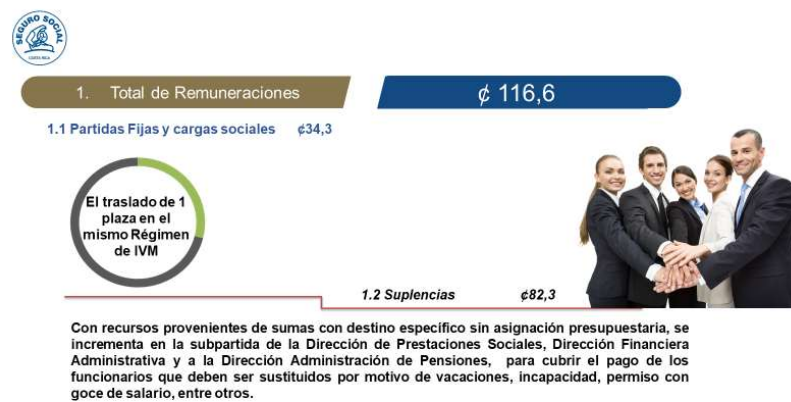 SEGURO SOCIAL
COSTA RICA
1. Total de Remuneraciones
¢ 116,6
1.1 Partidas Fijas y cargas sociales ¢34,3
El traslado de 1
plaza en el
mismo Régimen
de IVM
1.2 Suplencias ¢82,3
Con recursos provenientes de sumas con destino específico sin asignación presupuestaria, se
incrementa en la subpartida de la Dirección de Prestaciones Sociales, Dirección Financiera
Administrativa y a la Dirección Administración de Pensiones, para cubrir el pago de los
funcionarios que deben ser sustituidos por motivo de vacaciones, incapacidad, permiso con
goce de salario, entre otros.